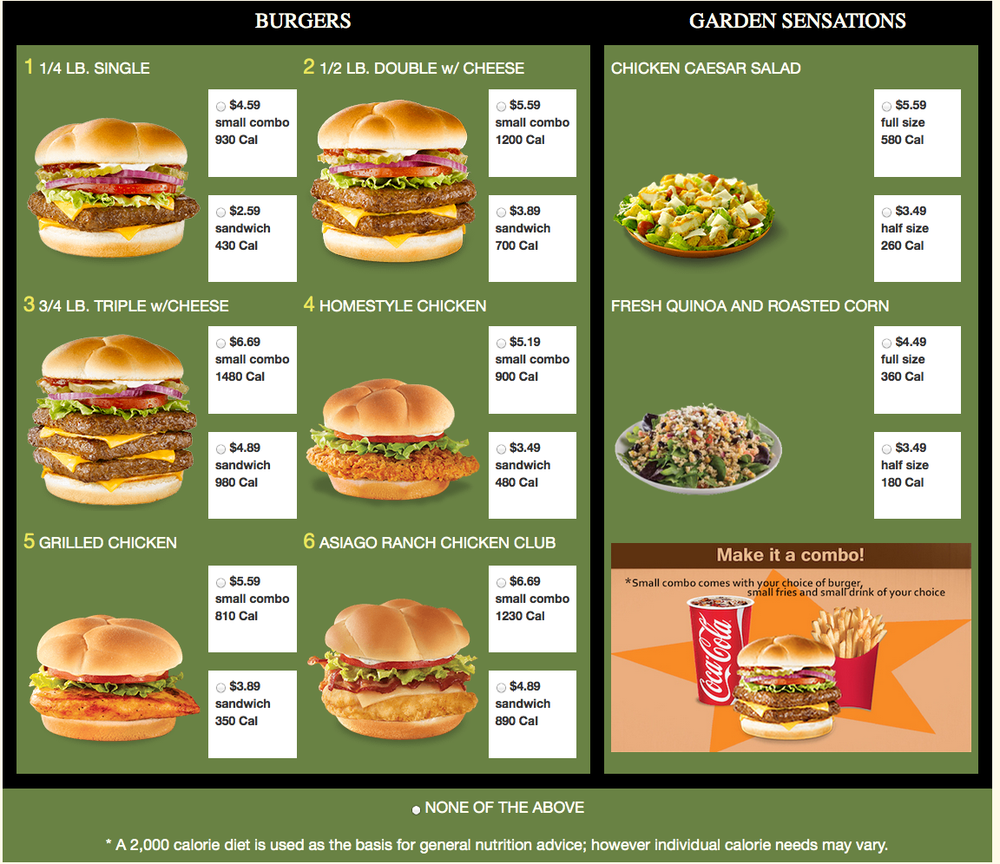 BURGERS
GARDEN SENSATIONS
1 1/4 LB. SINGLE
$4.59
small combo
930 Cal
$2.59
sandwich
430 Cal
2 1/2 LB. DOUBLE w/ CHEESE
$5.59
small combo
1200 Cal
$3.89
sandwich
700 Cal
3 3/4 LB. TRIPLE w/CHEESE
$6.69
small combo
1480 Cal
$4.89
sandwich
980 Cal
4 HOMESTYLE CHICKEN
$5.19
small combo
900 Cal
$3.49
sandwich
480 Cal
5 GRILLED CHICKEN
$5.59
small combo
810 Cal
$3.89
sandwich
350 Cal
6 ASIAGO RANCH CHICKEN CLUB
$6.69
small combo
1230 Cal
$4.89
sandwich
890 Cal
CHICKEN CAESAR SALAD
$5.59
full size
580 Cal
$3.49
half size
260 Cal
FRESH QUINOA AND ROASTED CORN
$4.49
full size
360 Cal
$3.49
half size
180 Cal
Make it a combo!
*Small combo comes with your choice of burger,
small fries and small drink of your choice
Coca-Cola
NONE OF THE ABOVE
* A 2,000 calorie diet is used as the basis for general nutrition advice; however individual calorie needs may vary.